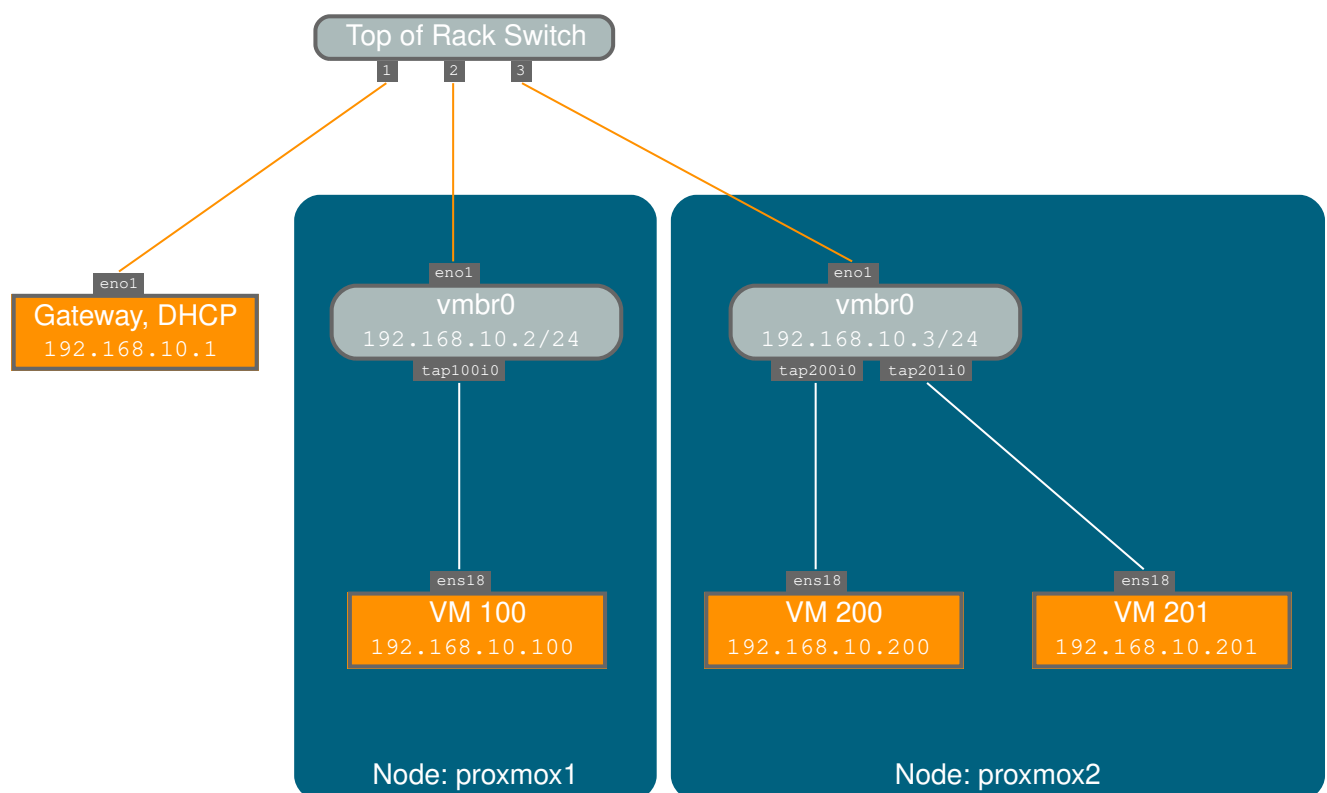 Top of Rack Switch
1 2 3
eno1
Gateway, DHCP
192.168.10.1
eno1
vmbr0
192.168.10.2/24
tap100i0
ens18
VM 100
192.168.10.100
Node: proxmox1
eno1
vmbr0
192.168.10.3/24
tap200i0 tap201i0
ens18
VM 200
192.168.10.200
ens18
VM 201
192.168.10.201
Node: proxmox2